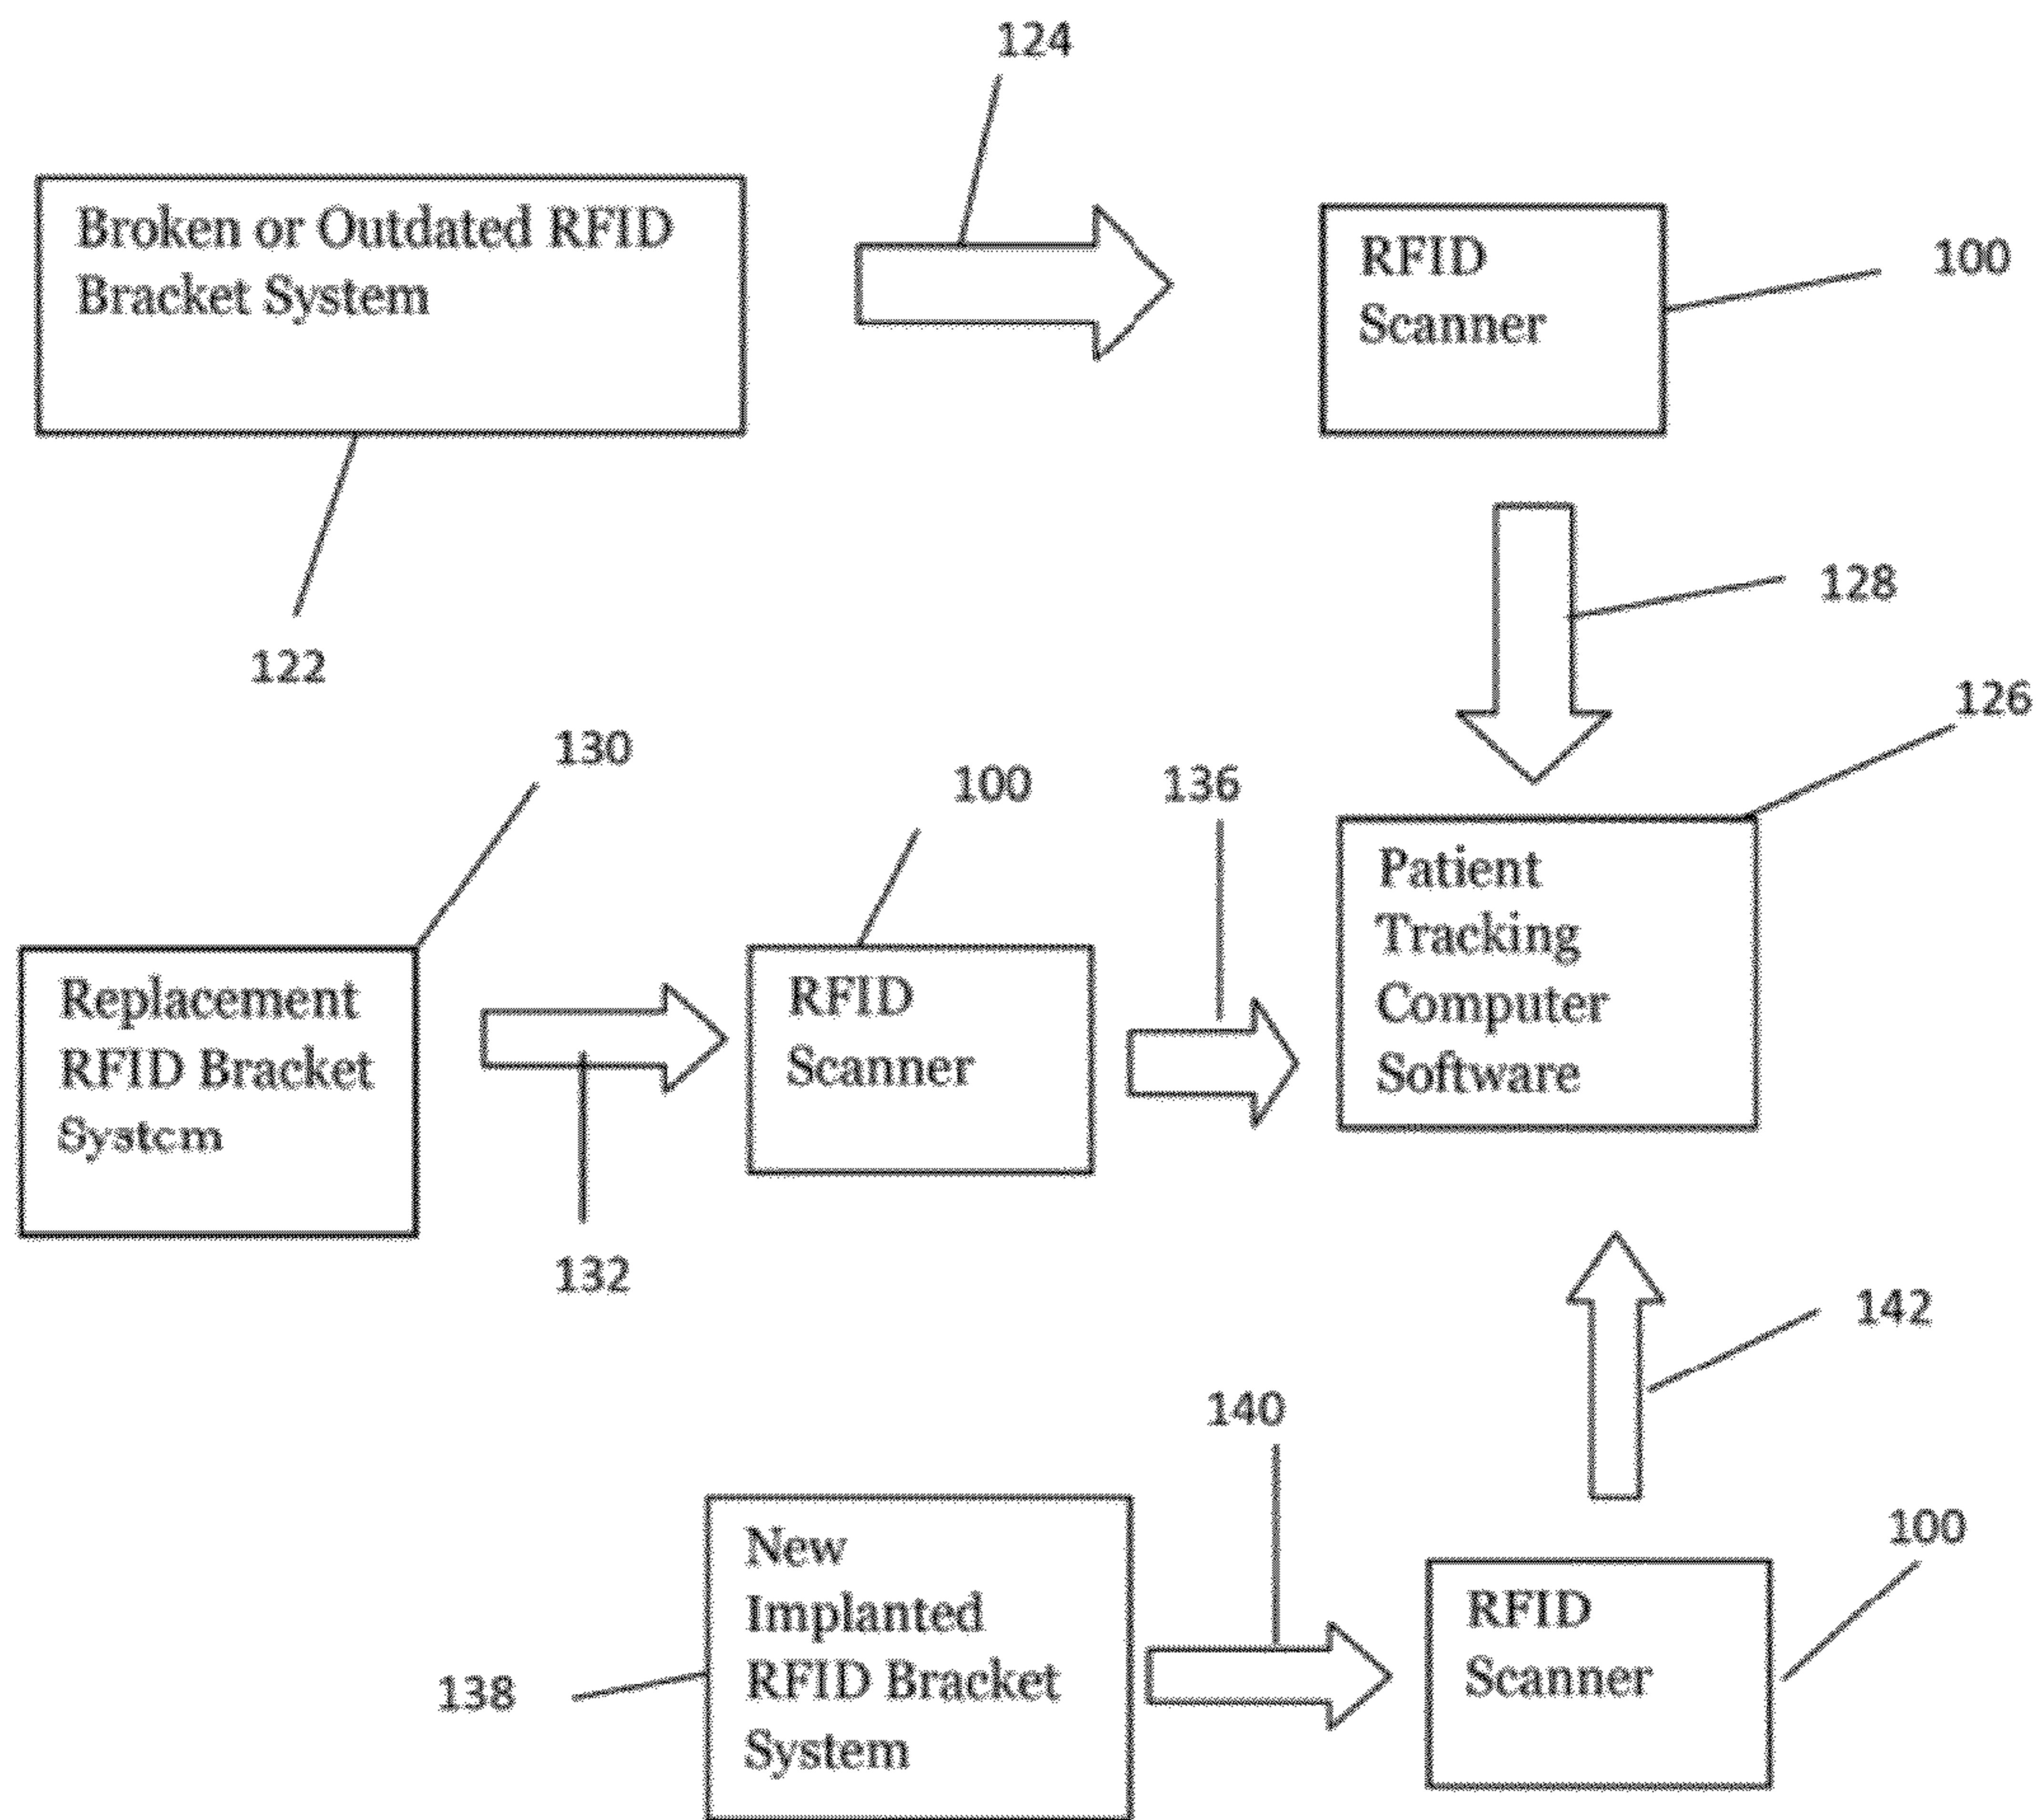 124
Broken or Outdated RFID
Bracket System
RFID
Scanner
100
122
128
126
130
100
136
Patient
Tracking
Computer
Software
Replacement
RFID Bracket
System
RFID
Scanner
132
142
140
New
Implanted
RFID Bracket
System
138
RFID
Scanner
100